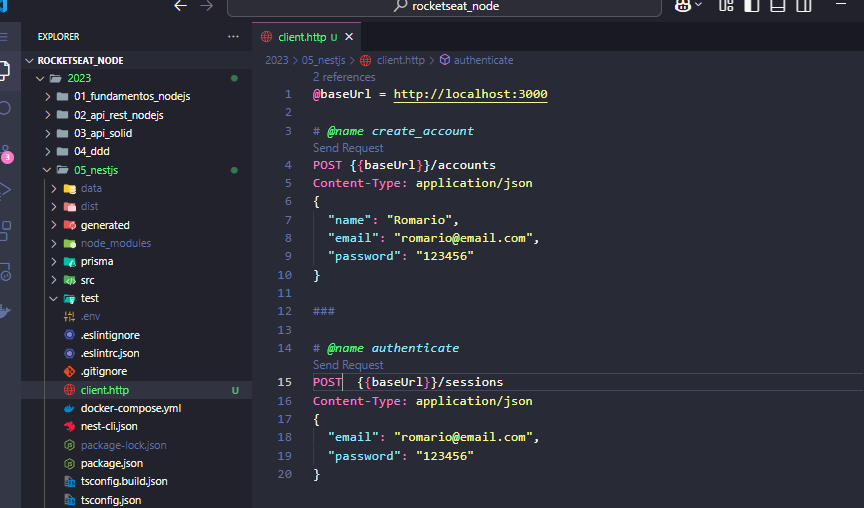 rocketseat_node
EXPLORER
client.http U
ROCKETSEAT_NODE
2023
01_fundamentos_nodejs
02_api_rest_nodejs
03_api_solid
04_ddd
05_nestjs
data
dist
generated
node_modules
prisma
src
test
.env
.eslintignore
.eslintrc.json
.gitignore
client.http U
docker-compose.yml
nest-cli.json
package-lock.json
package.json
tsconfig.build.json
tsconfig.json
3
2023 > 05_nestjs > client.http > authenticate
2 references
1 @baseUrl = http://localhost:3000
2
3 # @name create_account
Send Request
4 POST {{baseUrl}}/accounts
5 Content-Type: application/json
6 {
7 "name": "Romario",
8 "email": "romario@email.com",
9 "password": "123456"
10 }
11
12 ###
13
14 # @name authenticate
Send Request
15 POST  {{baseUrl}}/sessions
16 Content-Type: application/json
17 {
18 "email": "romario@email.com",
19 "password": "123456"
20 }